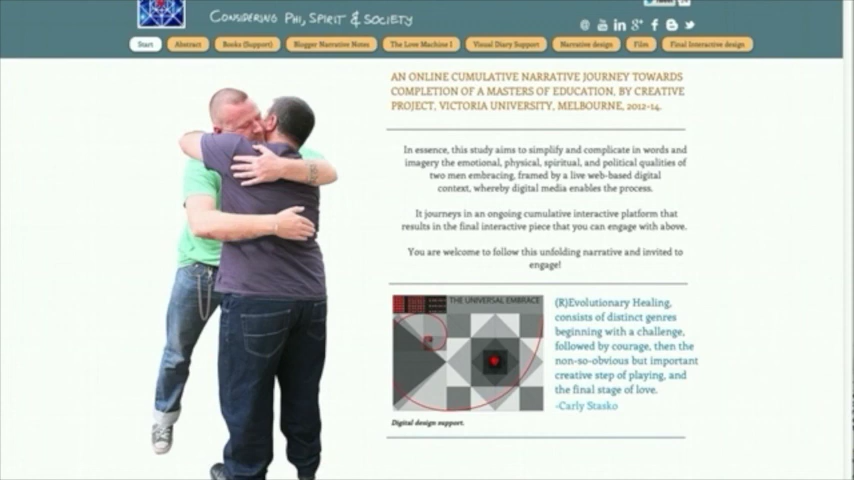 CONSIDERING PHI, SPIRIT & SOCIETY
Start
Abstract
Books (Support)
Blogger Narrative Notes
The Love Machine I
Visual Diary Support
Narrative design
Film
Final Interactive design
AN ONLINE CUMULATIVE NARRATIVE JOURNEY TOWARDS
COMPLETION OF A MASTERS OF EDUCATION, BY CREATIVE
PROJECT, VICTORIA UNIVERSITY, MELBOURNE, 2012-14.
In essence, this study aims to simplify and complicate in words and
imagery the emotional, physical, spiritual, and political qualities of
two men embracing, framed by a live web-based digital
context, whereby digital media enables the process.
It journeys in an ongoing cumulative interactive platform that
results in the final interactive piece that you can engage with above.
You are welcome to follow this unfolding narrative and invited to
engage!
THE UNIVERSAL EMBRACE
(R)Evolutionary Healing,
consists of distinct genres
beginning with a challenge,
followed by courage, then the
non-so-obvious but important
creative step of playing, and
the final stage of love.
-Carly Stasko
Digital design support.